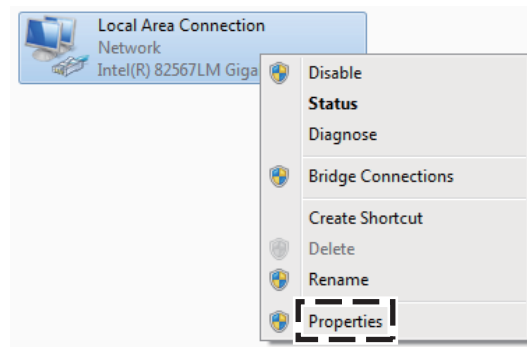 Local Area Connection
Network
Intel(R) 82567LM Giga
Disable
Status
Diagnose
Bridge Connections
Create Shortcut
Delete
Rename
Properties